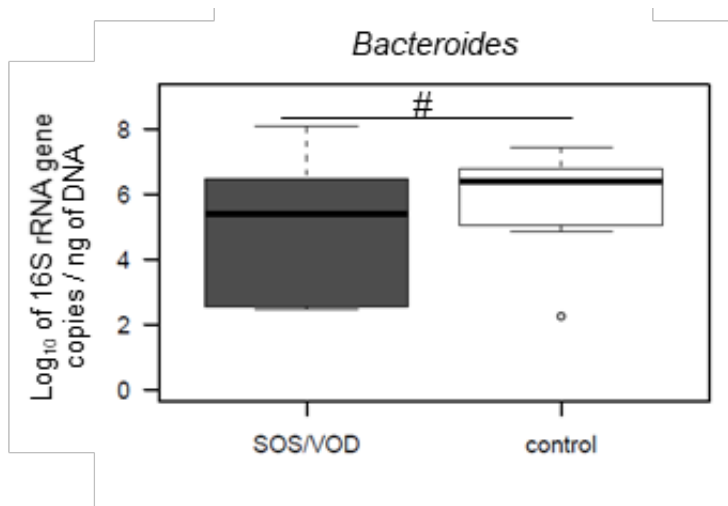 Bacteroides
#
Log₁₀ of 16S rRNA gene
copies / ng of DNA
8
6
4
2
0
SOS/VOD control